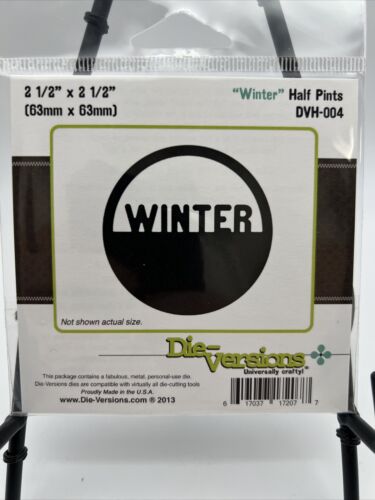 2 1/2" x 2 1/2"
(63mm x 63mm)
"Winter" Half Pints
DVH-004
WINTER
Not shown actual size.
Die-Versions
Universally crafty!
This package contains a fabulous, metal, personal-use die.
Die-Versions dies are compatible with virtually all die-cutting tools
Proudly Made in the U.S.A.
www.Die-Versions.com ® 2013
6 17037 17207 7